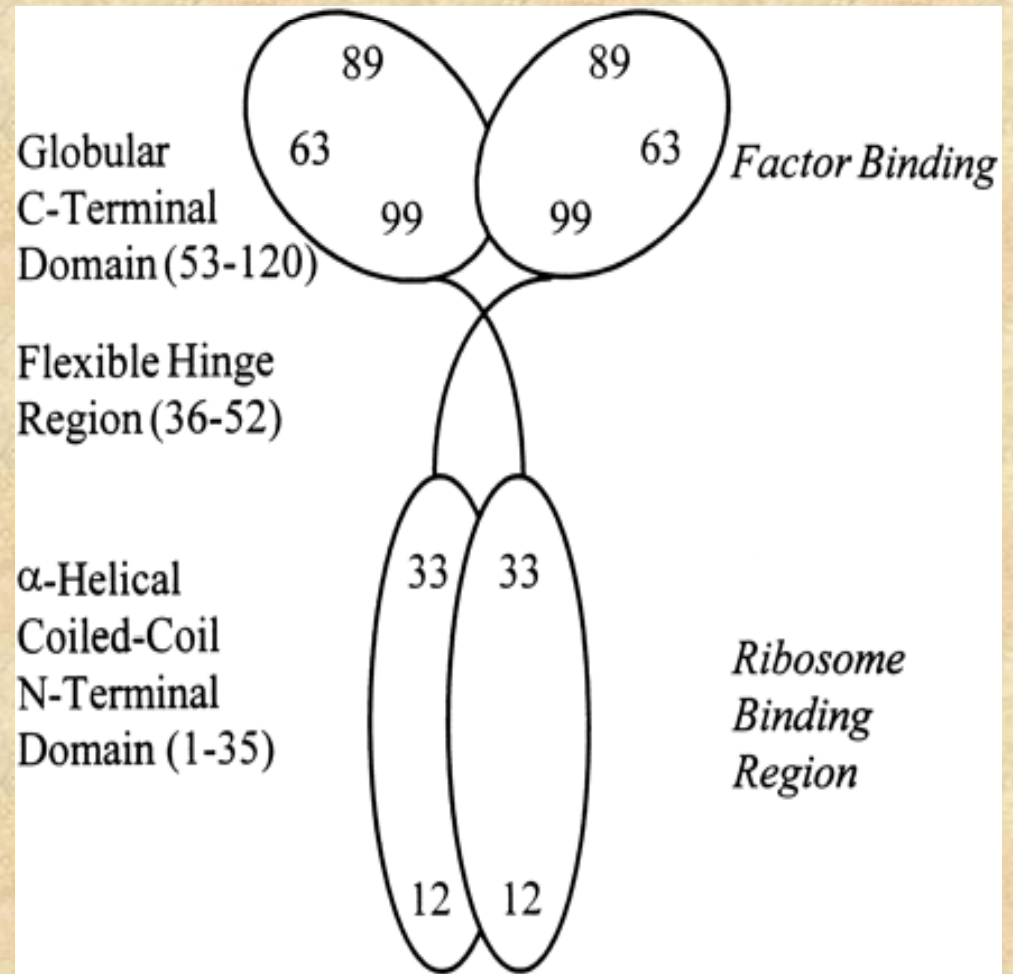 89 89
Globular 63 63 Factor Binding
C-Terminal
99 99
Domain (53-120)
Flexible Hinge
Region (36-52)
α-Helical 33 33
Coiled-Coil
Ribosome
N-Terminal
Binding
Domain (1-35)
Region
12 12